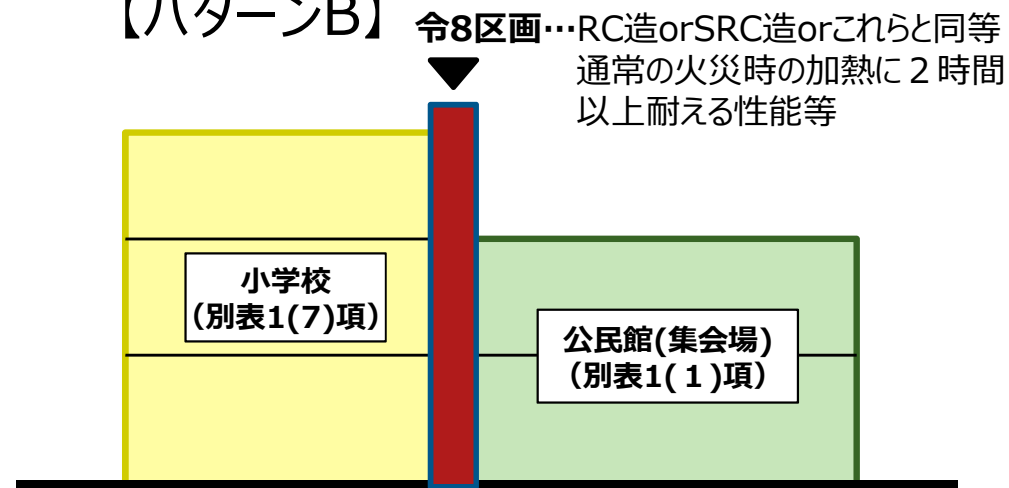 【パターンB】
令8区画…RC造orSRC造orこれらと同等
通常の火災時の加熱に２時間
以上耐える性能等
小学校
（別表1(7)項）
公民館(集会場)
（別表1(１)項）